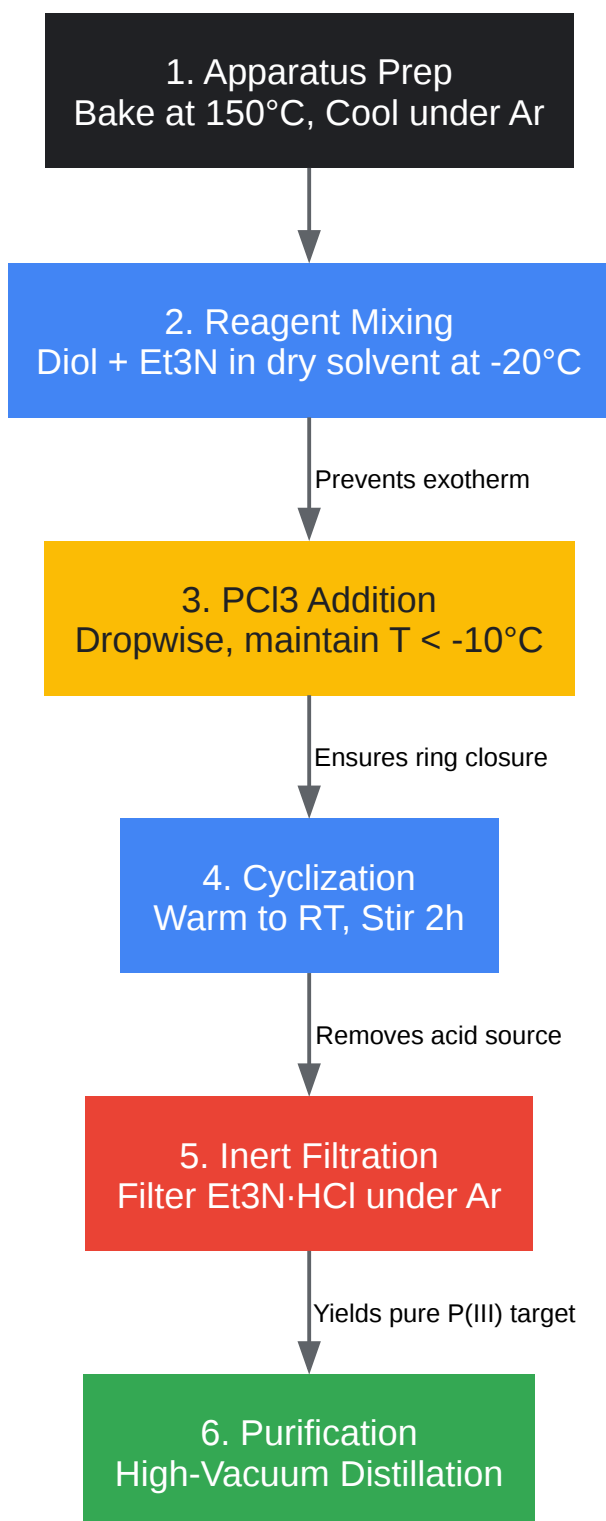 1. Apparatus Prep
Bake at 150°C, Cool under Ar
2. Reagent Mixing
Diol + Et3N in dry solvent at -20°C
Prevents exotherm
3. PCl3 Addition
Dropwise, maintain T < -10°C
Ensures ring closure
4. Cyclization
Warm to RT, Stir 2h
Removes acid source
5. Inert Filtration
Filter Et3N·HCl under Ar
Yields pure P(III) target
6. Purification
High-Vacuum Distillation